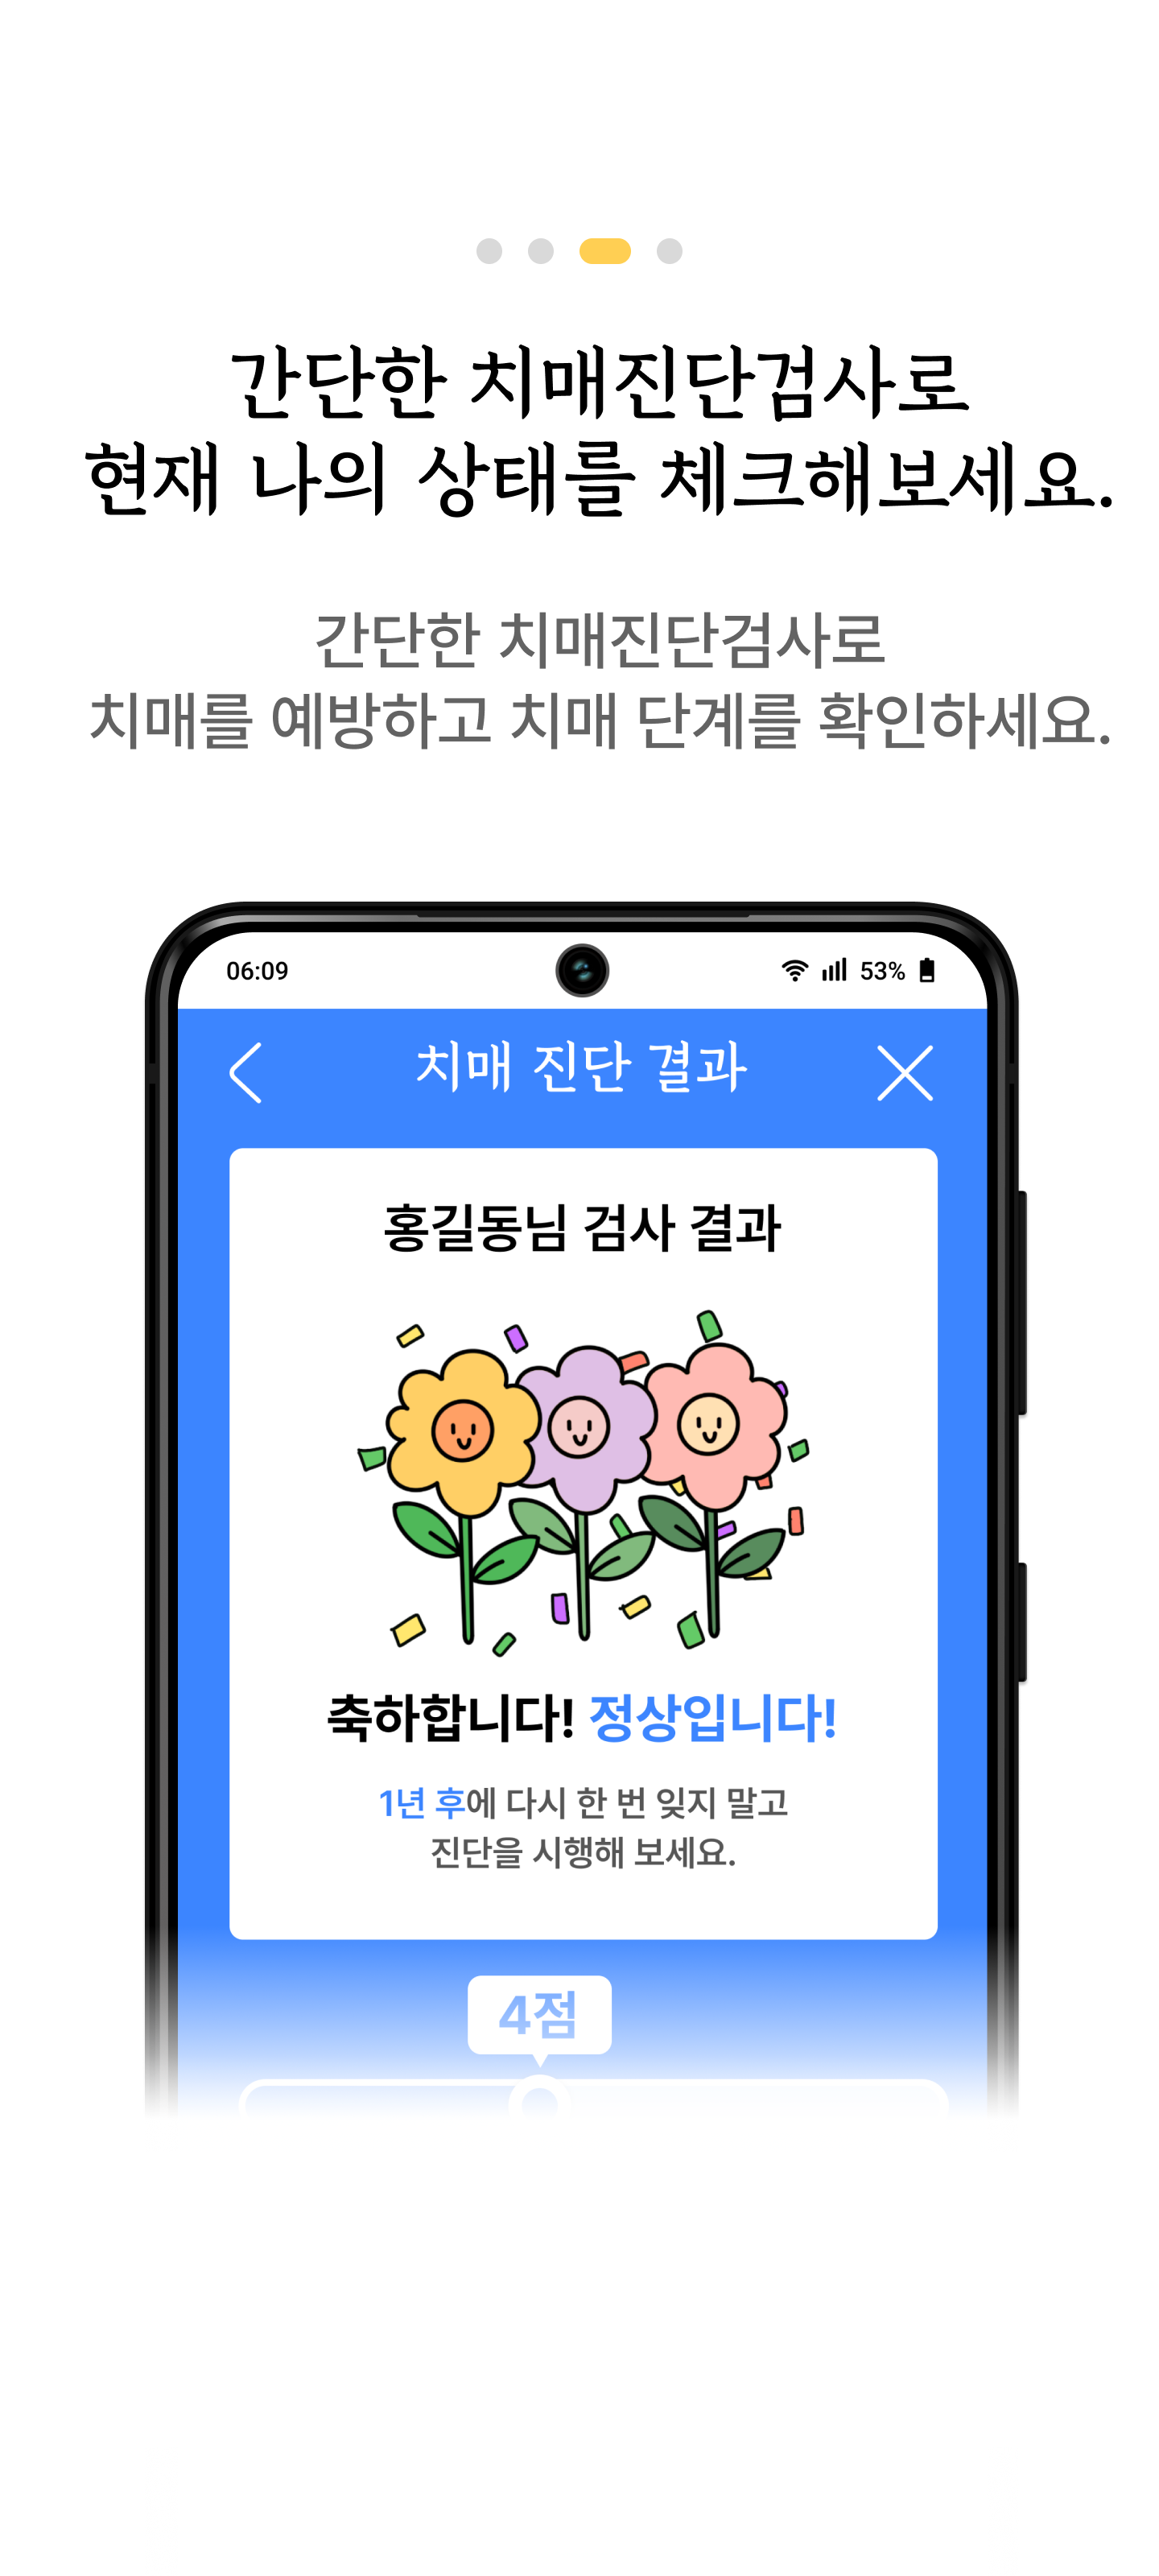 간단한 치매진단검사로
현재 나의 상태를 체크해보세요.
간단한 치매진단검사로
치매를 예방하고 치매 단계를 확인하세요.
06:09
53%
치매 진단 결과
홍길동님 검사 결과
축하합니다! 정상입니다!
1년 후에 다시 한 번 잊지 말고
진단을 시행해 보세요.
4점